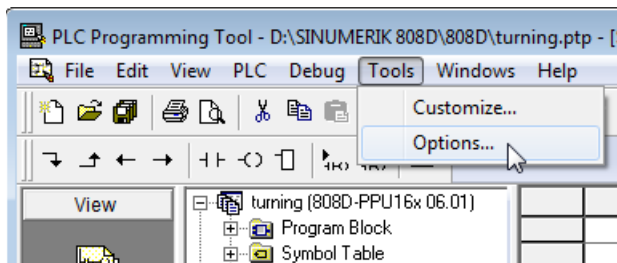 PLC Programming Tool - D:\SINUMERIK 808D\808D\turning.ptp - [
File Edit View PLC Debug Tools Windows Help
Customize...
Options...
View
turning (808D-PPU16x 06.01)
Program Block
Symbol Table